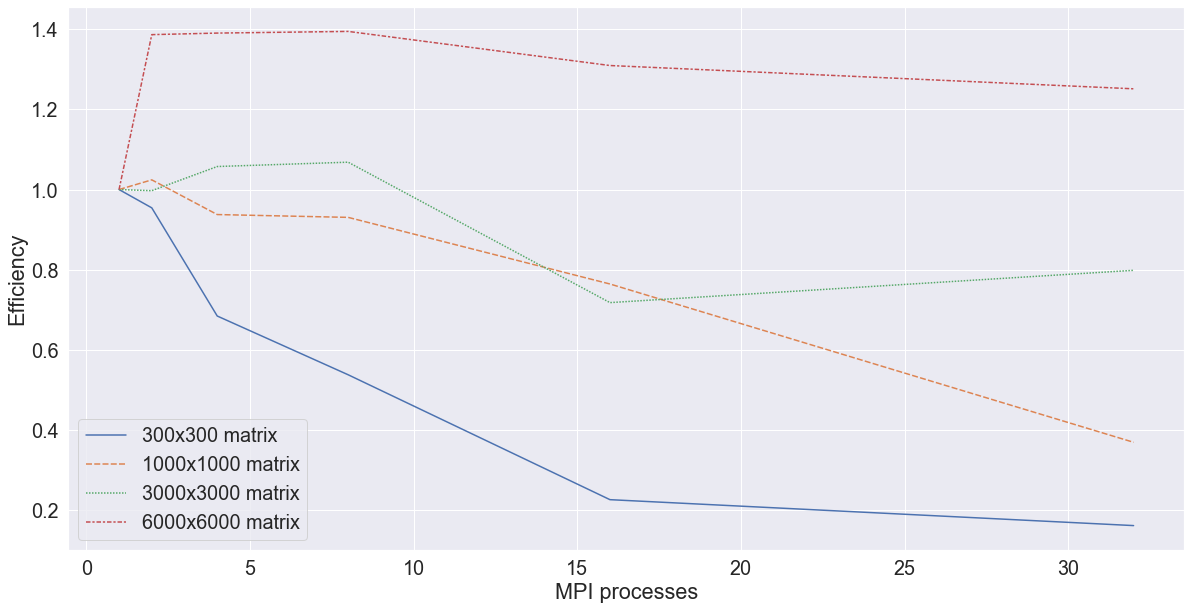 1.4
1.2
1.0
0.8
0.6
0.4
0.2
Efficiency
300x300 matrix
1000x1000 matrix
3000x3000 matrix
6000x6000 matrix
0 5 10 15 20 25 30
MPI processes